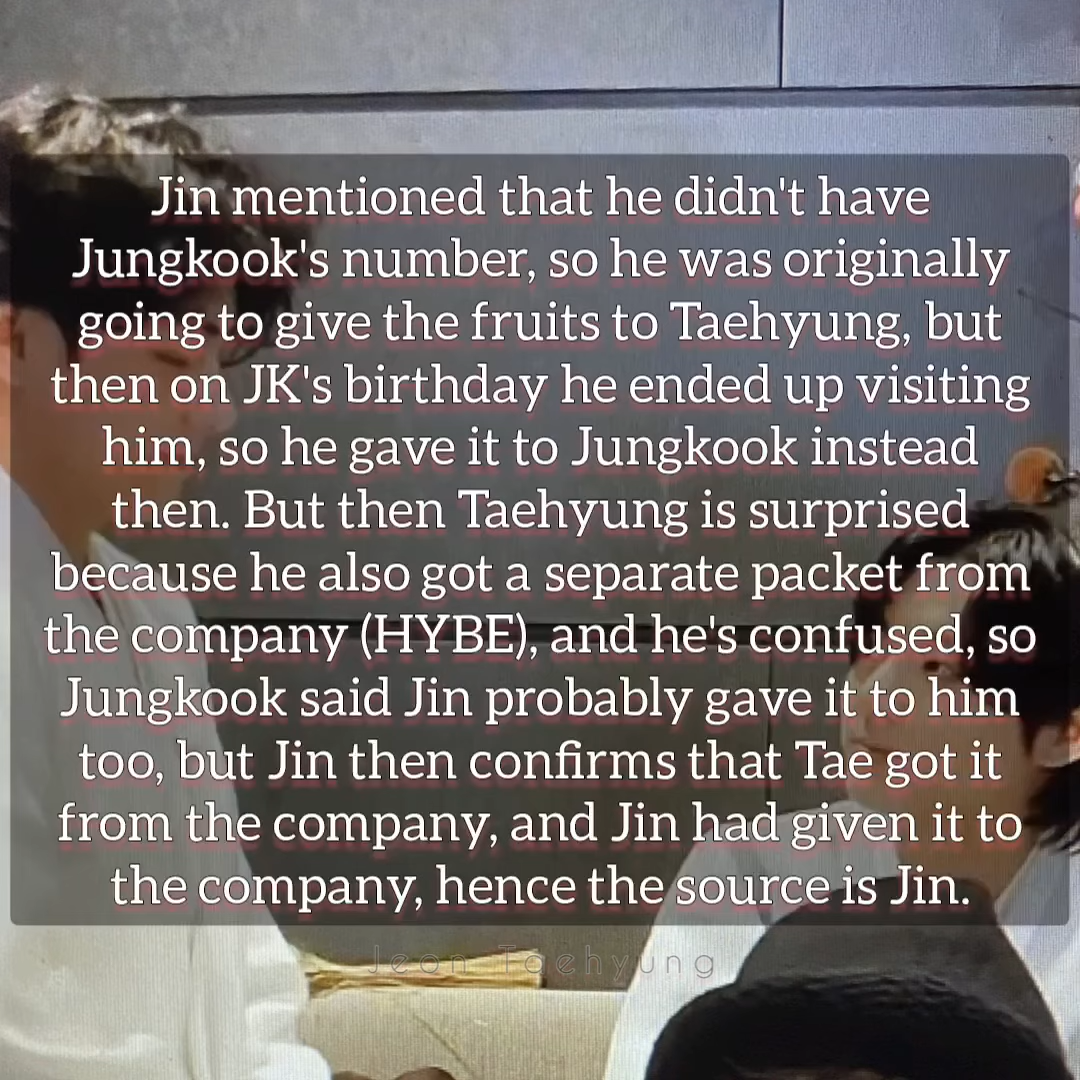 Jin mentioned that he didn't have
Jungkook's number, so he was originally
going to give the fruits to Taehyung, but
then on JK's birthday he ended up visiting
him, so he gave it to Jungkook instead
then. But then Taehyung is surprised
because he also got a separate packet from
the company (HYBE), and he's confused, so
Jungkook said Jin probably gave it to him
too, but Jin then confirms that Tae got it
from the company, and Jin had given it to
the company, hence the source is Jin.
Jeon Taehyung